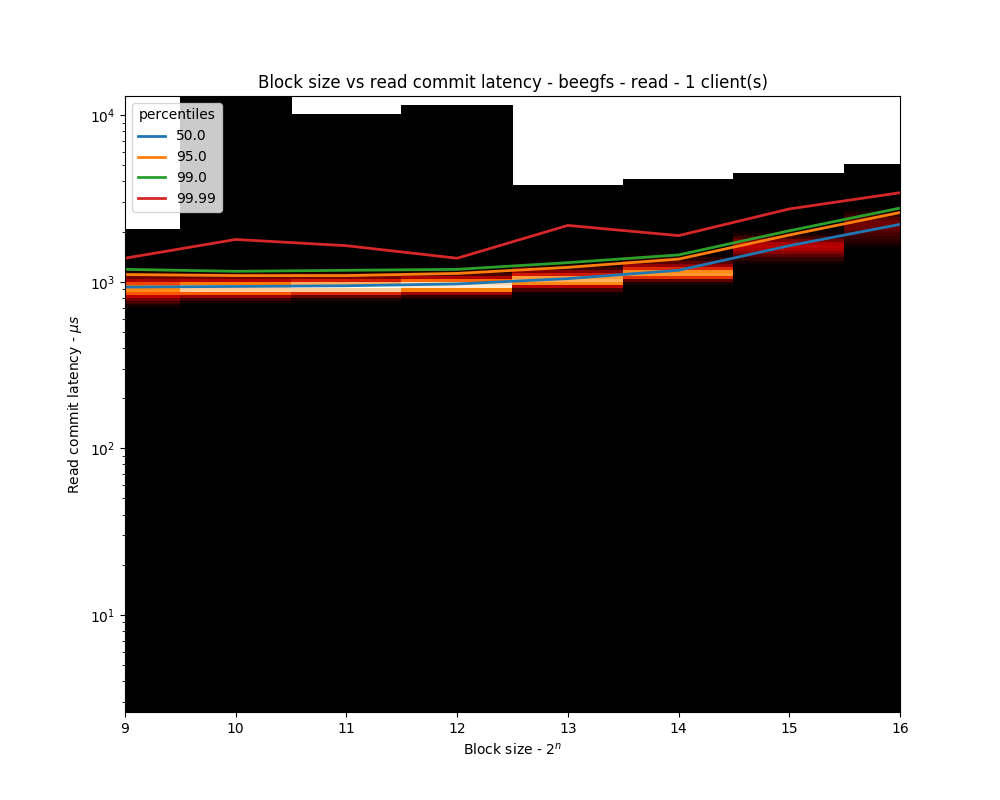 Block size vs read commit latency - beegfs - read - 1 client(s)
percentiles
50.0
95.0
99.0
99.99
10⁴
10³
10²
10¹
Read commit latency - μs
9 10 11 12 13 14 15 16
Block size - 2ⁿ